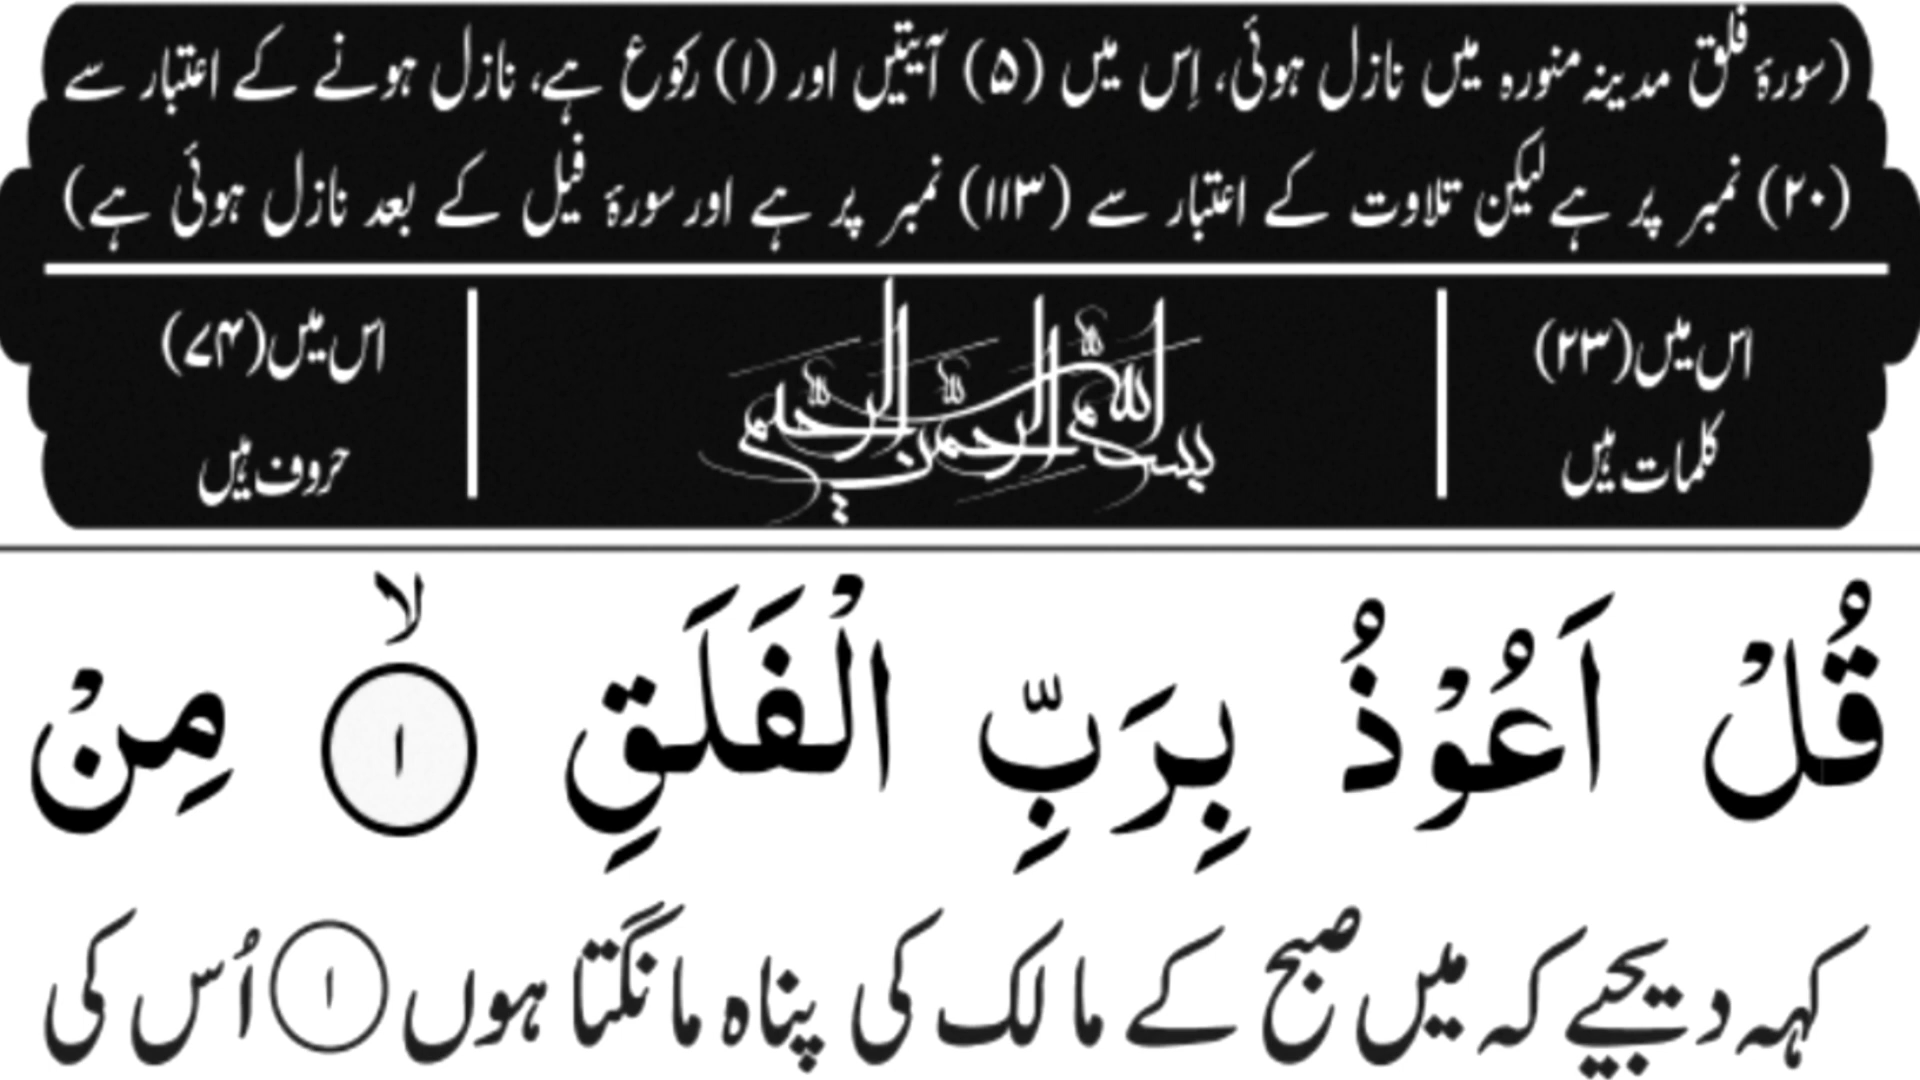 (سورۂ فلق مدینہ منورہ میں نازل ہوئی، اِس میں (۵) آیتیں اور (۱) رکوع ہے، نازل ہونے کے اعتبار سے
(۲۰) نمبر پر ہے لیکن تلاوت کے اعتبار سے (۱۱۳) نمبر پر ہے اور سورۂ فیل کے بعد نازل ہوئی ہے)
اس میں (۲۳)
کلمات ہیں
بسم الله الرحمن الرحيم
اس میں (۷۴)
حروف ہیں
قُلْ اَعُوْذُ بِرَبِّ الْفَلَقِ ۙ ۱ مِنْ
کہہ دیجیے کہ میں صبح کے مالک کی پناہ مانگتا ہوں ۱ اُس کی